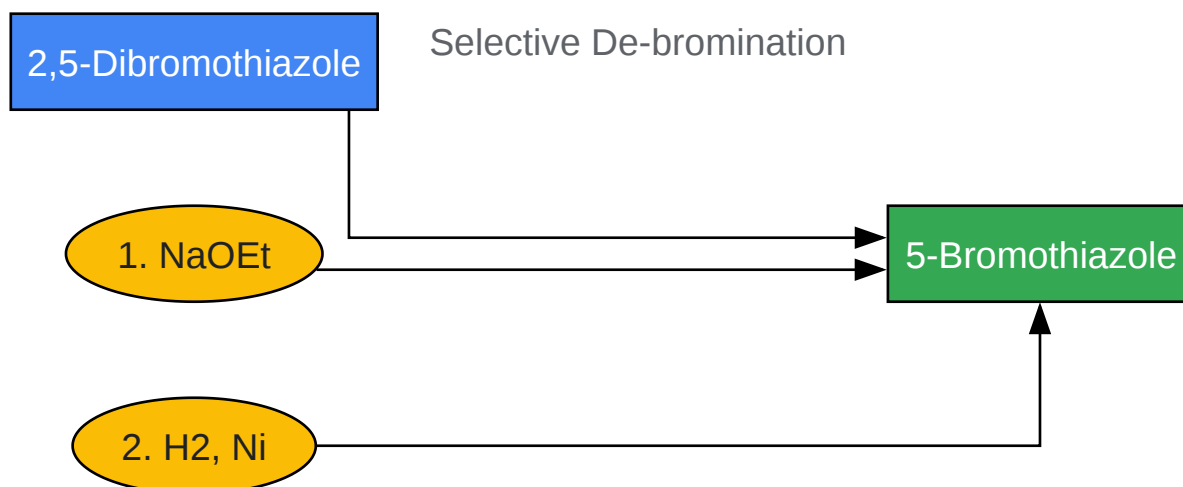 2,5-Dibromothiazole
Selective De-bromination
1. NaOEt
5-Bromothiazole
2. H2, Ni